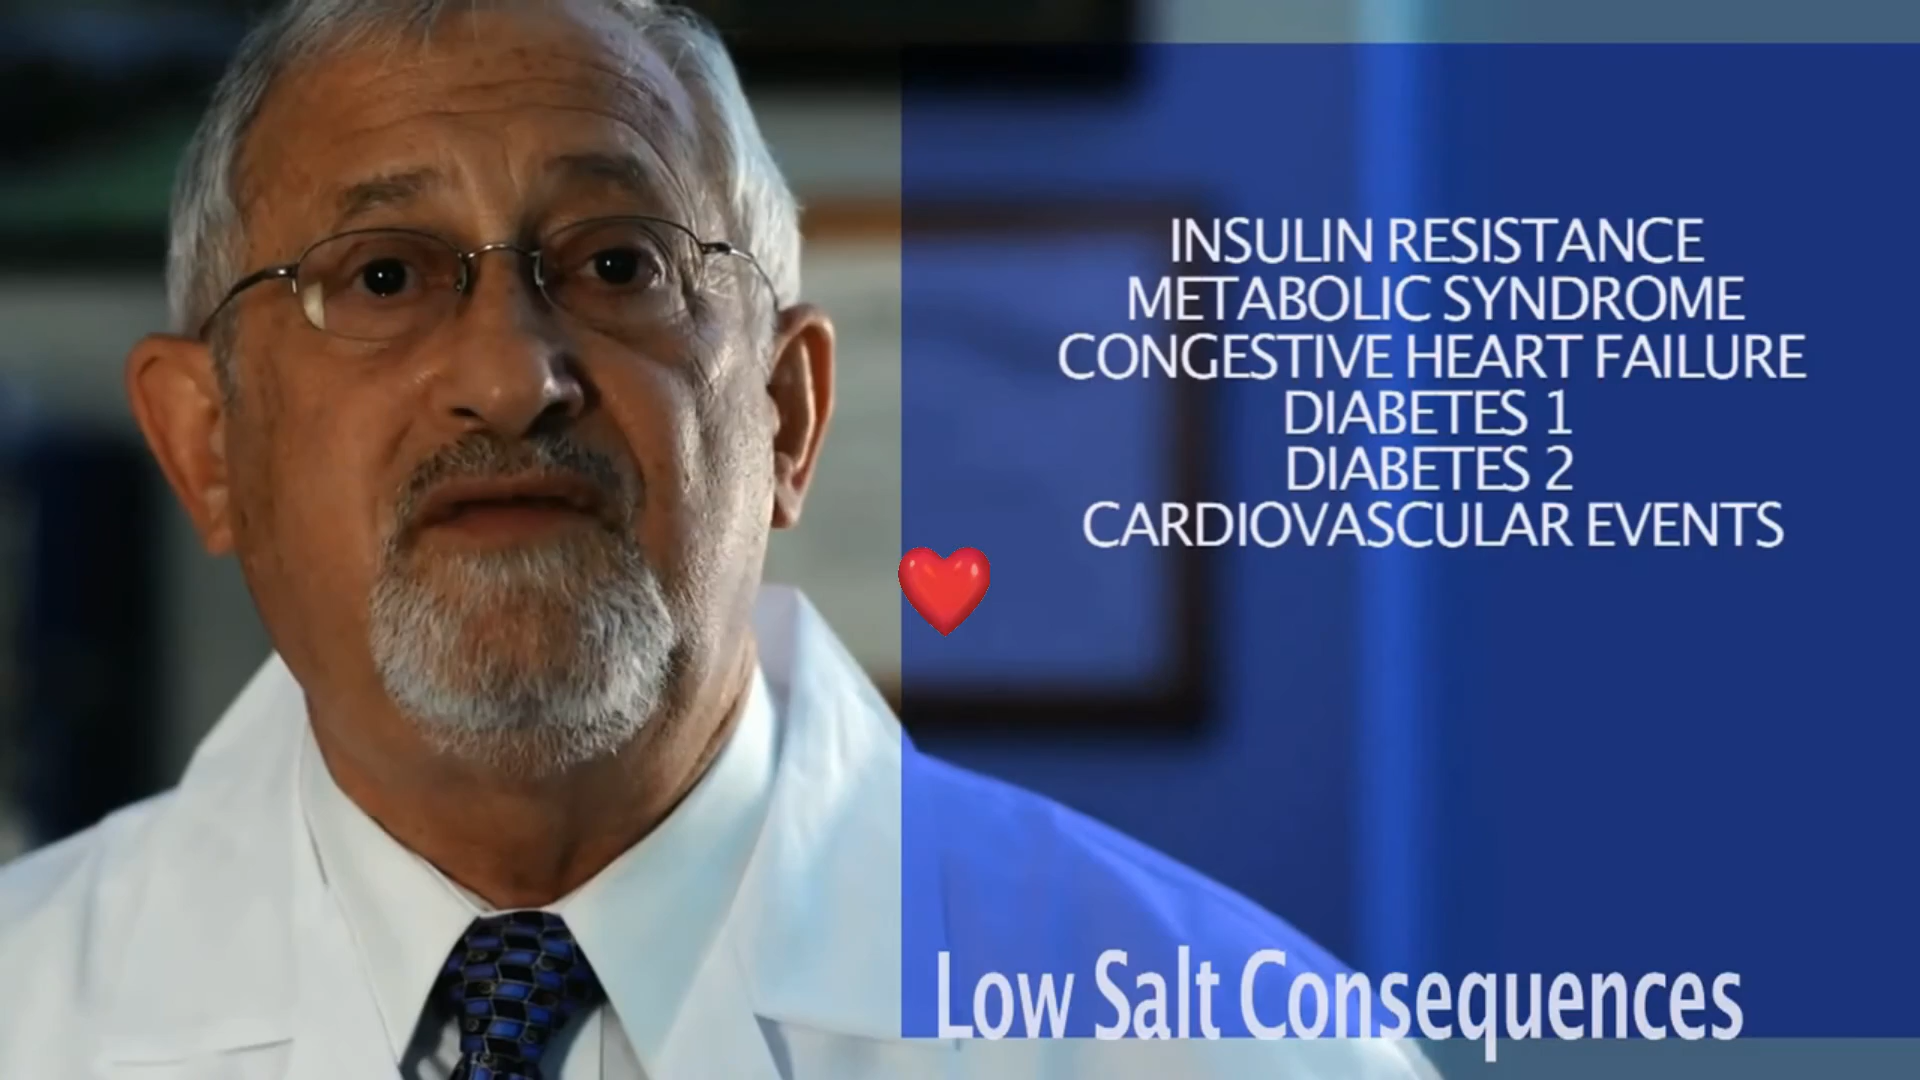 INSULIN RESISTANCE
METABOLIC SYNDROME
CONGESTIVE HEART FAILURE
DIABETES 1
DIABETES 2
CARDIOVASCULAR EVENTS
Low Salt Consequences